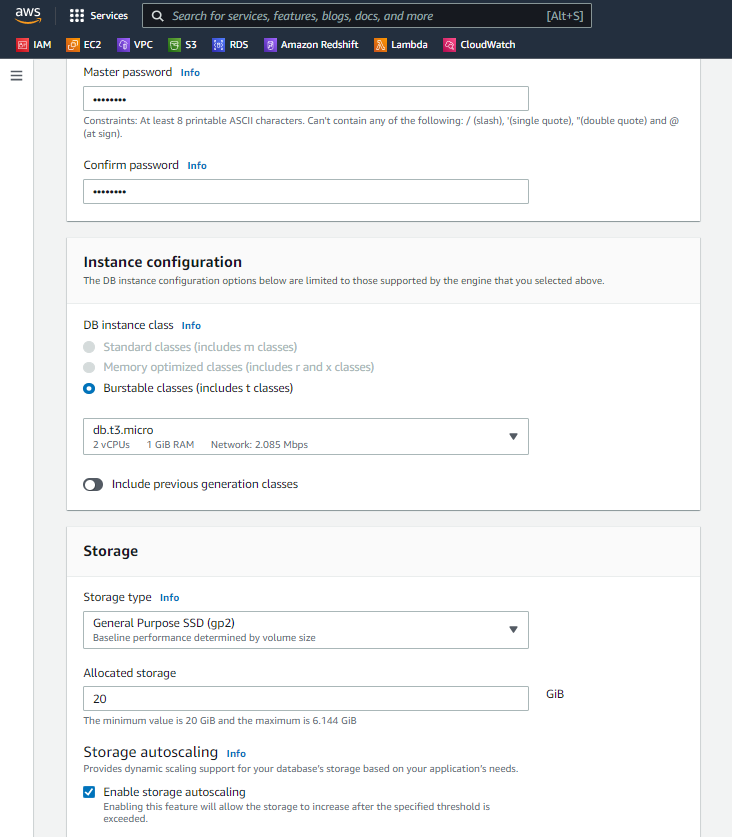 aws
Services
Search for services, features, blogs, docs, and more
[Alt+S]
IAM
EC2
VPC
S3
RDS
Amazon Redshift
Lambda
CloudWatch
Master password Info
••••••••
Constraints: At least 8 printable ASCII characters. Can't contain any of the following: / (slash), '(single quote), "(double quote) and @
(at sign).
Confirm password Info
••••••••
Instance configuration
The DB instance configuration options below are limited to those supported by the engine that you selected above.
DB instance class Info
Standard classes (includes m classes)
Memory optimized classes (includes r and x classes)
Burstable classes (includes t classes)
db.t3.micro
2 vCPUs 1 GiB RAM Network: 2.085 Mbps
Include previous generation classes
Storage
Storage type Info
General Purpose SSD (gp2)
Baseline performance determined by volume size
Allocated storage
20 GiB
The minimum value is 20 GiB and the maximum is 6.144 GiB
Storage autoscaling Info
Provides dynamic scaling support for your database's storage based on your application's needs.
Enable storage autoscaling
Enabling this feature will allow the storage to increase after the specified threshold is
exceeded.